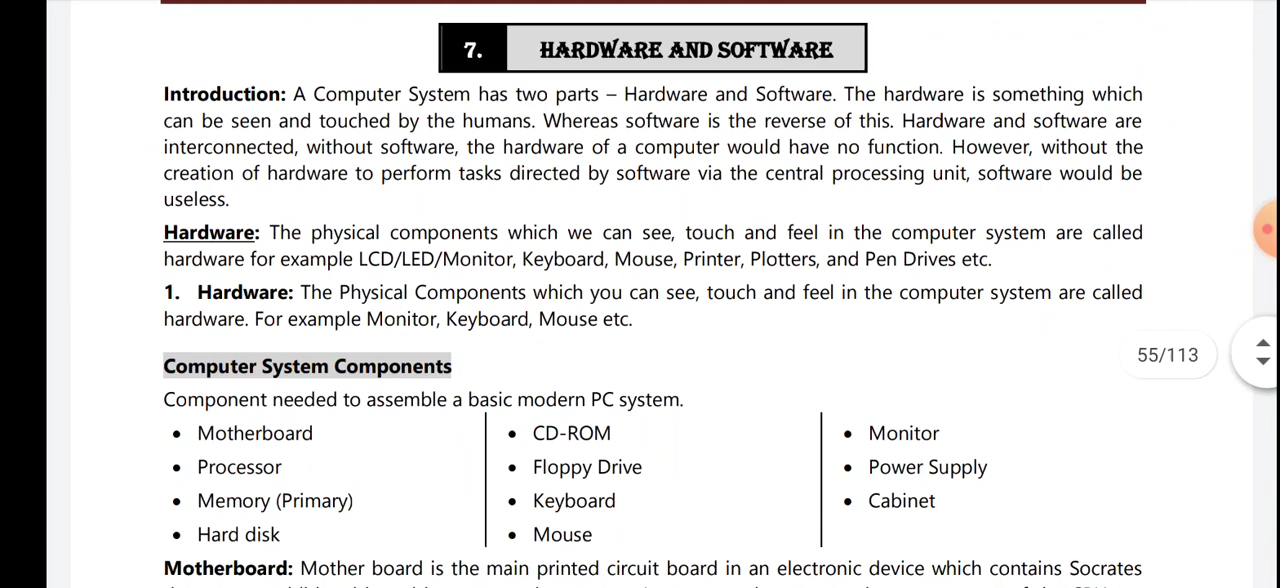 7. HARDWARE AND SOFTWARE
Introduction: A Computer System has two parts – Hardware and Software. The hardware is something which
can be seen and touched by the humans. Whereas software is the reverse of this. Hardware and software are
interconnected, without software, the hardware of a computer would have no function. However, without the
creation of hardware to perform tasks directed by software via the central processing unit, software would be
useless.
Hardware: The physical components which we can see, touch and feel in the computer system are called
hardware for example LCD/LED/Monitor, Keyboard, Mouse, Printer, Plotters, and Pen Drives etc.
1. Hardware: The Physical Components which you can see, touch and feel in the computer system are called
hardware. For example Monitor, Keyboard, Mouse etc.
55/113
Computer System Components
Component needed to assemble a basic modern PC system.
• Motherboard
• Processor
• Memory (Primary)
• Hard disk
• CD-ROM
• Floppy Drive
• Keyboard
• Mouse
• Monitor
• Power Supply
• Cabinet
Motherboard: Mother board is the main printed circuit board in an electronic device which contains Socrates